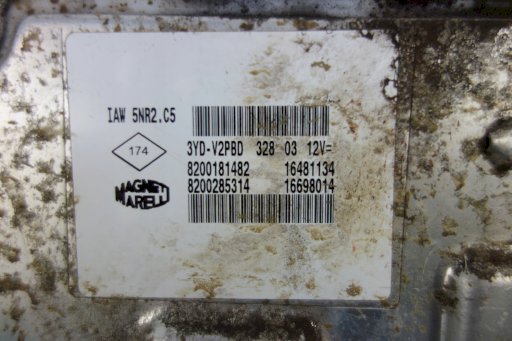 IAW 5NR2.C5
174
3YD-V2PBD 328 03 12V=
8200181482 16481134
8200285314 16698014
MAGNETI
MARELLI